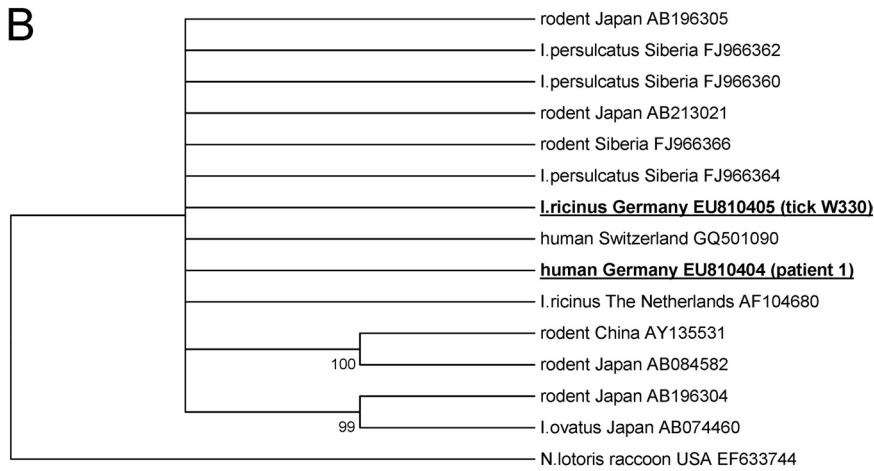 B
rodent Japan AB196305
I.persulcatus Siberia FJ966362
I.persulcatus Siberia FJ966360
rodent Japan AB213021
rodent Siberia FJ966366
I.persulcatus Siberia FJ966364
I.ricinus Germany EU810405 (tick W330)
human Switzerland GQ501090
human Germany EU810404 (patient 1)
I.ricinus The Netherlands AF104680
rodent China AY135531
100
rodent Japan AB084582
rodent Japan AB196304
99
I.ovatus Japan AB074460
N.lotoris raccoon USA EF633744